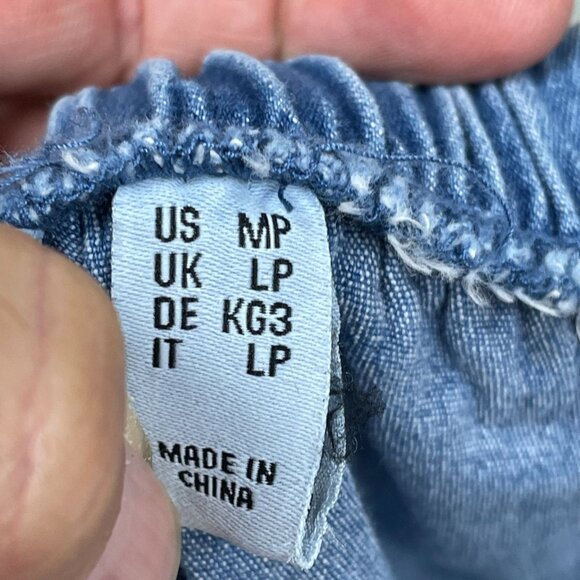 US MP
UK LP
DE KG3
IT LP
MADE IN
CHINA